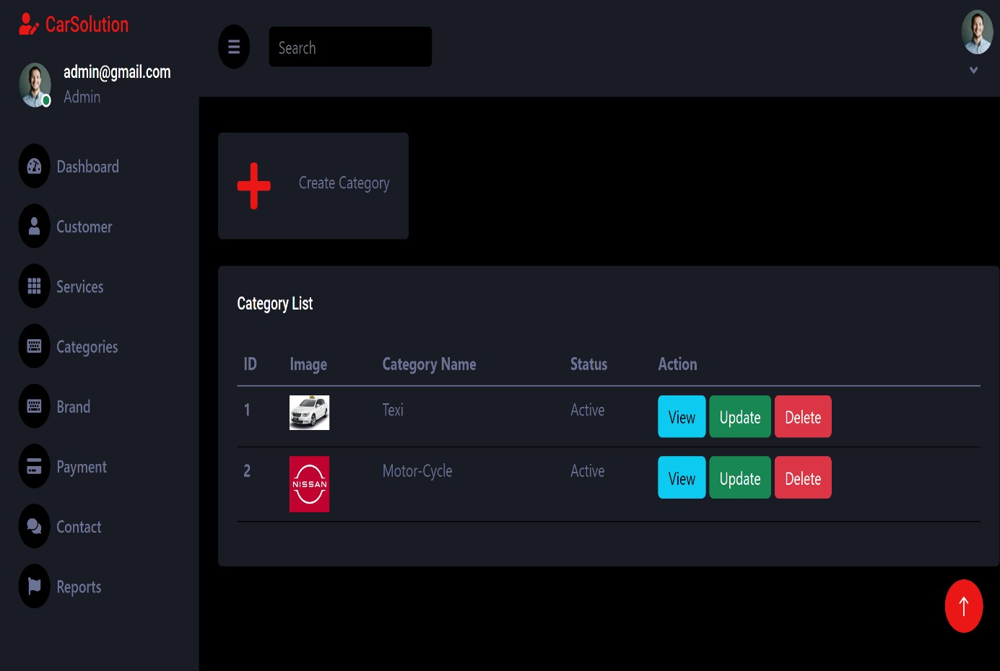 CarSolution
admin@gmail.com
Admin
Dashboard
Customer
Services
Categories
Brand
Payment
Contact
Reports
Search
Create Category
Category List
ID Image Category Name Status Action
1 Texi Active View Update Delete
2 NISSAN Motor-Cycle Active View Update Delete